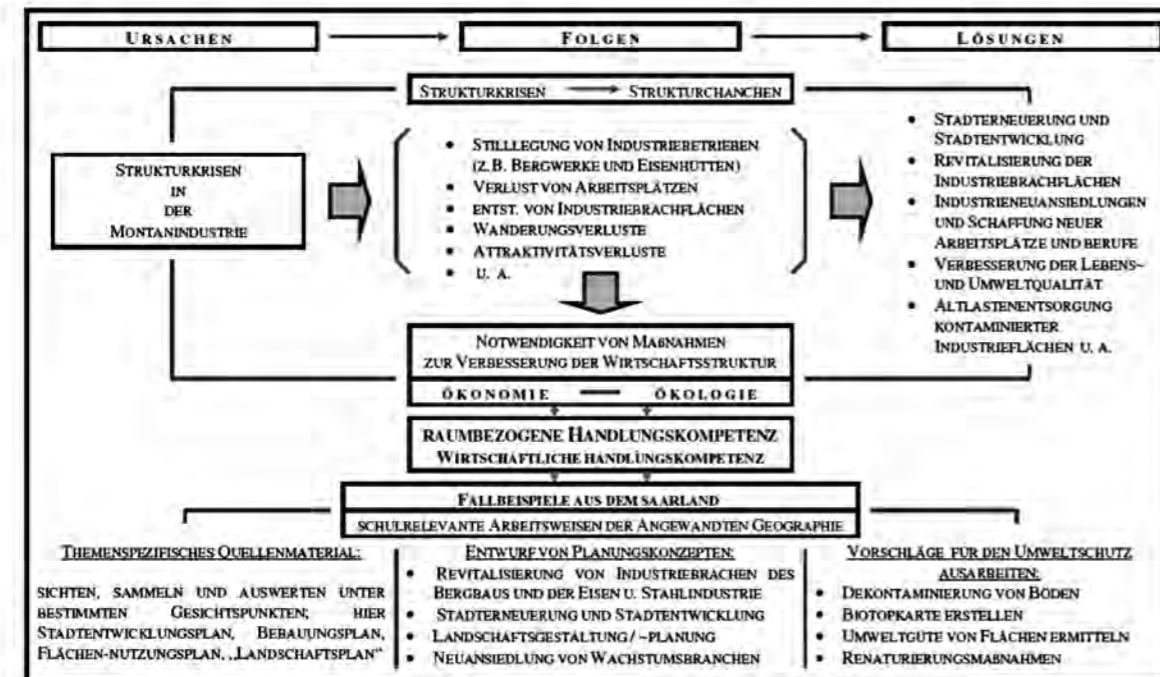 URSACHEN
FOLGEN
LÖSUNGEN
STRUKTURKRISEN
STRUKTURCHANCHEN
STRUKTURKRISEN
IN
DER
MONTANINDUSTRIE
• STILLLEGUNG VON INDUSTRIEBETRIEBEN
(Z.B. BERGWERKE UND EISENHÜTTEN)
• VERLUST VON ARBEITSPLÄTZEN
• ENTST. VON INDUSTRIEBRACHFLÄCHEN
• WANDERUNGSVERLUSTE
• ATTRAKTIVITÄTSVERLUSTE
• U. A.
• STADTERNEUERUNG UND
STADTENTWICKLUNG
• REVITALISIERUNG DER
INDUSTRIEBRACHFLÄCHEN
• INDUSTRIENEUANSIEDLUNGEN
UND SCHAFFUNG NEUER
ARBEITSPLÄTZE UND BERUFE
• VERBESSERUNG DER LEBENS-
UND UMWELTQUALITÄT
• ALTLASTENENTSORGUNG
KONTAMINIERTER
INDUSTRIEFLÄCHEN U. A.
NOTWENDIGKEIT VON MAßNAHMEN
ZUR VERBESSERUNG DER WIRTSCHAFTSSTRUKTUR
ÖKONOMIE — ÖKOLOGIE
RAUMBEZOGENE HANDLUNGSKOMPETENZ
WIRTSCHAFTLICHE HANDLUNGSKOMPETENZ
FALLBEISPIELE AUS DEM SAARLAND
SCHULRELEVANTE ARBEITSWEISEN DER ANGEWANDTEN GEOGRAPHIE
THEMENSPEZIFISCHES QUELLENMATERIAL:
SICHTEN, SAMMELN UND AUSWERTEN UNTER
BESTIMMTEN GESICHTSPUNKTEN; HIER
STADTENTWICKLUNGSPLAN, BEBAUUNGSPLAN,
FLÄCHEN-NUTZUNGSPLAN„LANDSCHAFTSPLAN“
ENTWURF VON PLANUNGSKONZEPTEN:
• REVITALISIERUNG VON INDUSTRIEBRACHEN DES
BERGBAUS UND DER EISEN U. STAHLINDUSTRIE
• STADTERNEUERUNG UND STADTENTWICKLUNG
• LANDSCHAFTSGESTALTUNG / -PLANUNG
• NEUANSIEDLUNG VON WACHSTUMSBRANCHEN
VORSCHLÄGE FÜR DEN UMWELTSCHUTZ
AUSARBEITEN:
• DEKONTAMINIERUNG VON BÖDEN
• BIOTOPKARTE ERSTELLEN
• UMWELTGÜTE VON FLÄCHEN ERMITTELN
• RENATURIERUNGSMAßNAHMEN